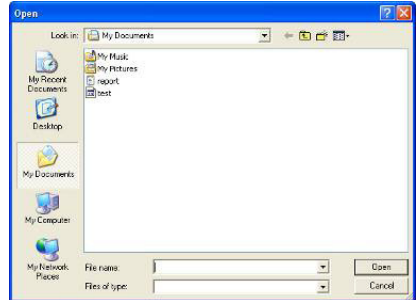 Open
Look in: My Documents
My Recent
Documents
Desktop
My Documents
My Computer
My Network
Places
My Music
My Pictures
report
test
File name: Open
Files of type: Cancel